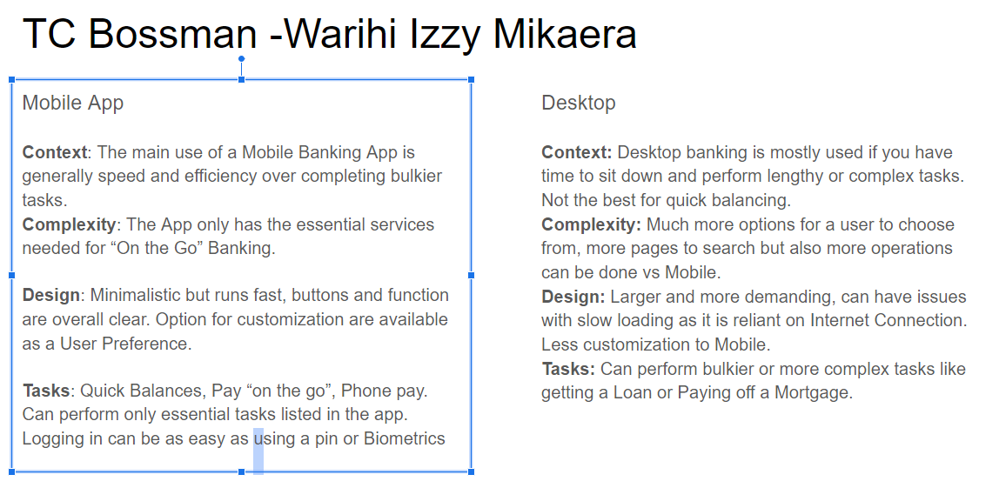 TC Bossman -Warihi Izzy Mikaera
Mobile App
Context: The main use of a Mobile Banking App is
generally speed and efficiency over completing bulkier
tasks.
Complexity: The App only has the essential services
needed for “On the Go” Banking.
Design: Minimalistic but runs fast, buttons and function
are overall clear. Option for customization are available
as a User Preference.
Tasks: Quick Balances, Pay “on the go”, Phone pay.
Can perform only essential tasks listed in the app.
Logging in can be as easy as using a pin or Biometrics
Desktop
Context: Desktop banking is mostly used if you have
time to sit down and perform lengthy or complex tasks.
Not the best for quick balancing.
Complexity: Much more options for a user to choose
from, more pages to search but also more operations
can be done vs Mobile.
Design: Larger and more demanding, can have issues
with slow loading as it is reliant on Internet Connection.
Less customization to Mobile.
Tasks: Can perform bulkier or more complex tasks like
getting a Loan or Paying off a Mortgage.